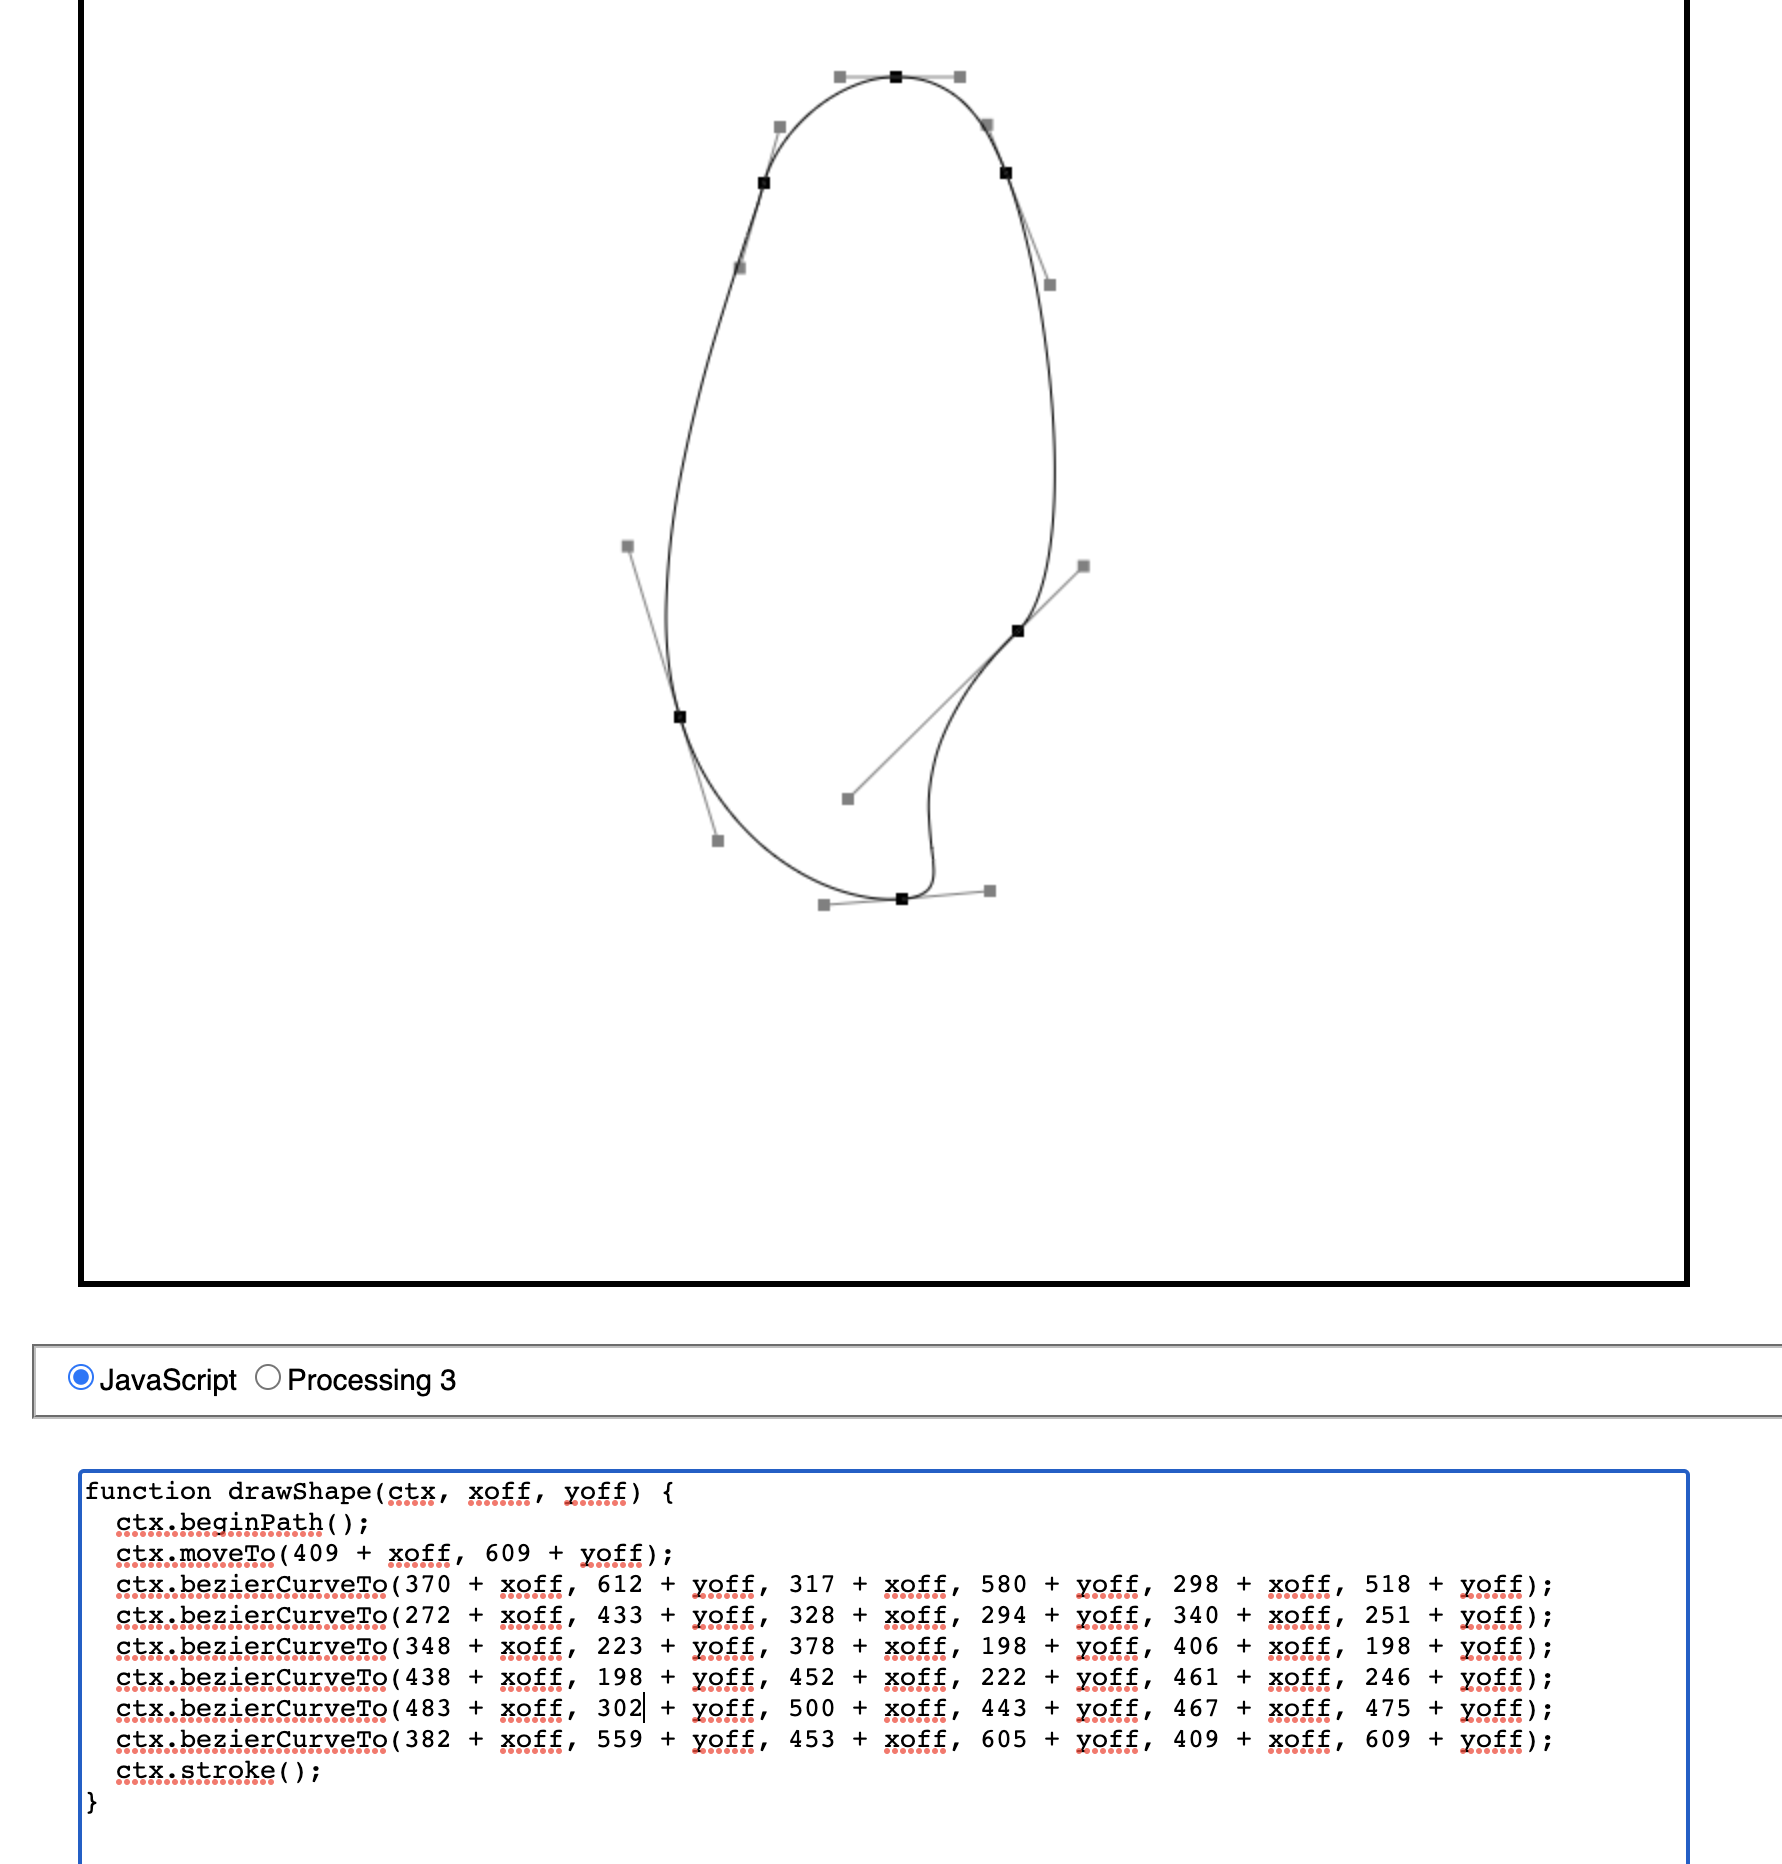 JavaScript Processing 3
function drawShape(ctx, xoff, yoff) {
  ctx.beginPath();
  ctx.moveTo(409 + xoff, 609 + yoff);
  ctx.bezierCurveTo(370 + xoff, 612 + yoff, 317 + xoff, 580 + yoff, 298 + xoff, 518 + yoff);
  ctx.bezierCurveTo(272 + xoff, 433 + yoff, 328 + xoff, 294 + yoff, 340 + xoff, 251 + yoff);
  ctx.bezierCurveTo(348 + xoff, 223 + yoff, 378 + xoff, 198 + yoff, 406 + xoff, 198 + yoff);
  ctx.bezierCurveTo(438 + xoff, 198 + yoff, 452 + xoff, 222 + yoff, 461 + xoff, 246 + yoff);
  ctx.bezierCurveTo(483 + xoff, 302 + yoff, 500 + xoff, 443 + yoff, 467 + xoff, 475 + yoff);
  ctx.bezierCurveTo(382 + xoff, 559 + yoff, 453 + xoff, 605 + yoff, 409 + xoff, 609 + yoff);
  ctx.stroke();
}